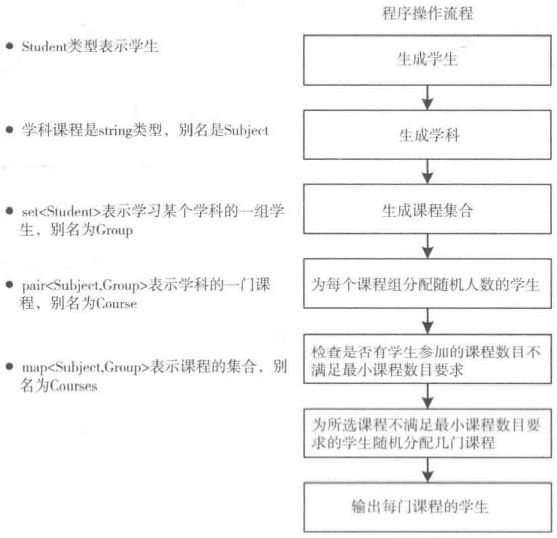 程序操作流程
● Student类型表示学生
● 学科课程是string类型，别名是Subject
● set<Student>表示学习某个学科的一组学
生，别名为Group
● pair<Subject,Group>表示学科的一门课
程，别名为Course
● map<Subject,Group>表示课程的集合，别
名为Courses
生成学生
生成学科
生成课程集合
为每个课程组分配随机人数的学生
检查是否有学生参加的课程数目不
满足最小课程数目要求
为所选课程不满足最小课程数目要
求的学生随机分配几门课程
输出每门课程的学生